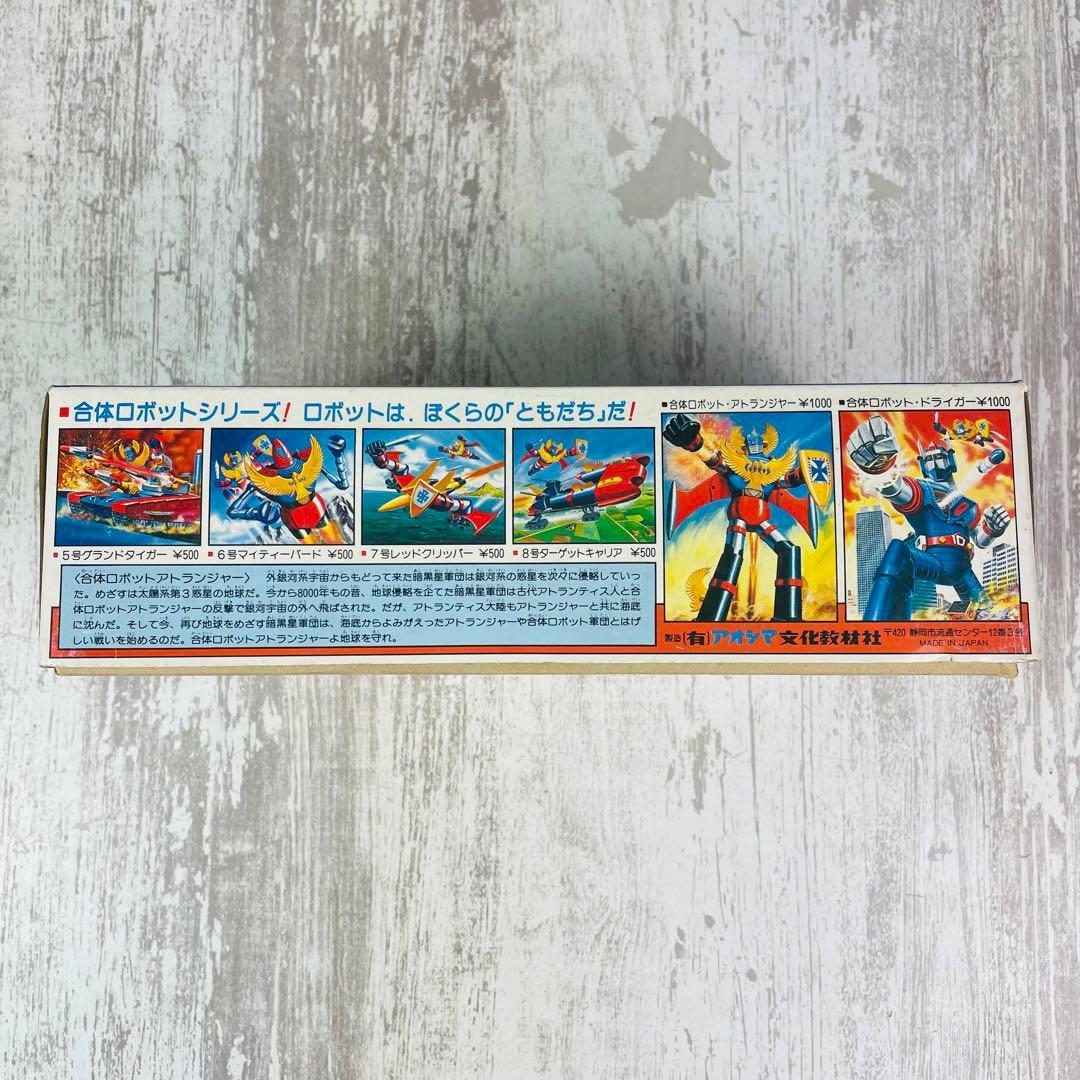 ■合体ロボットシリーズ! ロボットは、ぼくらの「ともだち」だ!
■5号グランドタイガー ¥500
■6号マイティーバード ¥500
■7号レッドクリッパー ¥500
■8号ターゲットキャリア ¥500
〈合体ロボットアトランジャー〉 外銀河系宇宙からもどって来た暗黒星軍団は銀河系の惑星を次々に侵略していっ
た。めざすは太陽系第3惑星の地球だ。今から8000年もの昔、地球侵略を企てた暗黒星軍団は古代アトランティス人と合
体ロボットアトランジャーの反撃で銀河宇宙の外へ飛ばされた。だが、アトランティス大陸もアトランジャーと共に海底
に沈んだ。そして今、再び地球をめざす暗黒星軍団は、海底からよみがえったアトランジャーや合体ロボット軍団とはげ
しい戦いを始めるのだ。合体ロボットアトランジャーよ地球を守れ。
■合体ロボット・アトランジャー¥1000
■合体ロボット・ドライガー¥1000
10
製造(有)アオシマ文化教材社 〒420 静岡市流通センター12番3号
MADE IN JAPAN